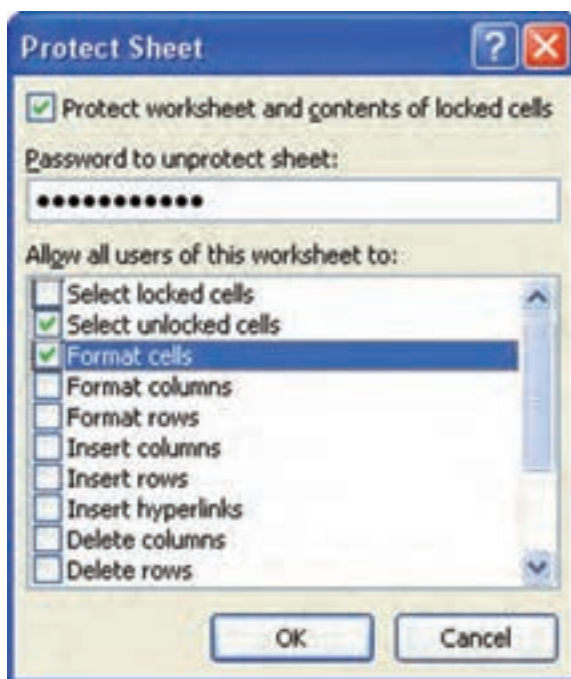 Protect Sheet
Protect worksheet and contents of locked cells
Password to unprotect sheet:
•••••••••••
Allow all users of this worksheet to:
Select locked cells
Select unlocked cells
Format cells
Format columns
Format rows
Insert columns
Insert rows
Insert hyperlinks
Delete columns
Delete rows
OK
Cancel